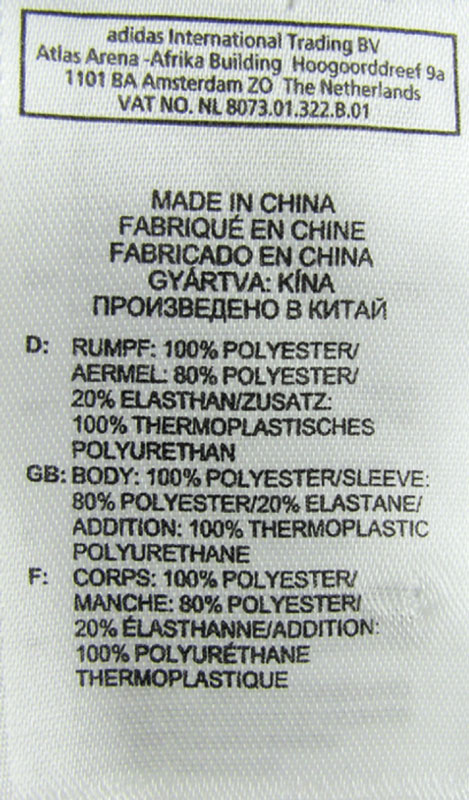 adidas International Trading BV
Atlas Arena -Afrika Building Hoogoorddreef 9a
1101 BA Amsterdam ZO The Netherlands
VAT NO. NL 8073.01.322.B.01
MADE IN CHINA
FABRIQUÉ EN CHINE
FABRICADO EN CHINA
GYÁRTVA: KÍNA
ПРОИЗВЕДЕНО В КИТАЙ
D: RUMPF: 100% POLYESTER/
AERMEL: 80% POLYESTER/
20% ELASTHAN/ZUSATZ:
100% THERMOPLASTISCHES
POLYURETHAN
GB: BODY: 100% POLYESTER/SLEEVE:
80% POLYESTER/20% ELASTANE/
ADDITION: 100% THERMOPLASTIC
POLYURETHANE
F: CORPS: 100% POLYESTER/
MANCHE: 80% POLYESTER/
20% ÉLASTHANNE/ADDITION:
100% POLYURÉTHANE
THERMOPLASTIQUE